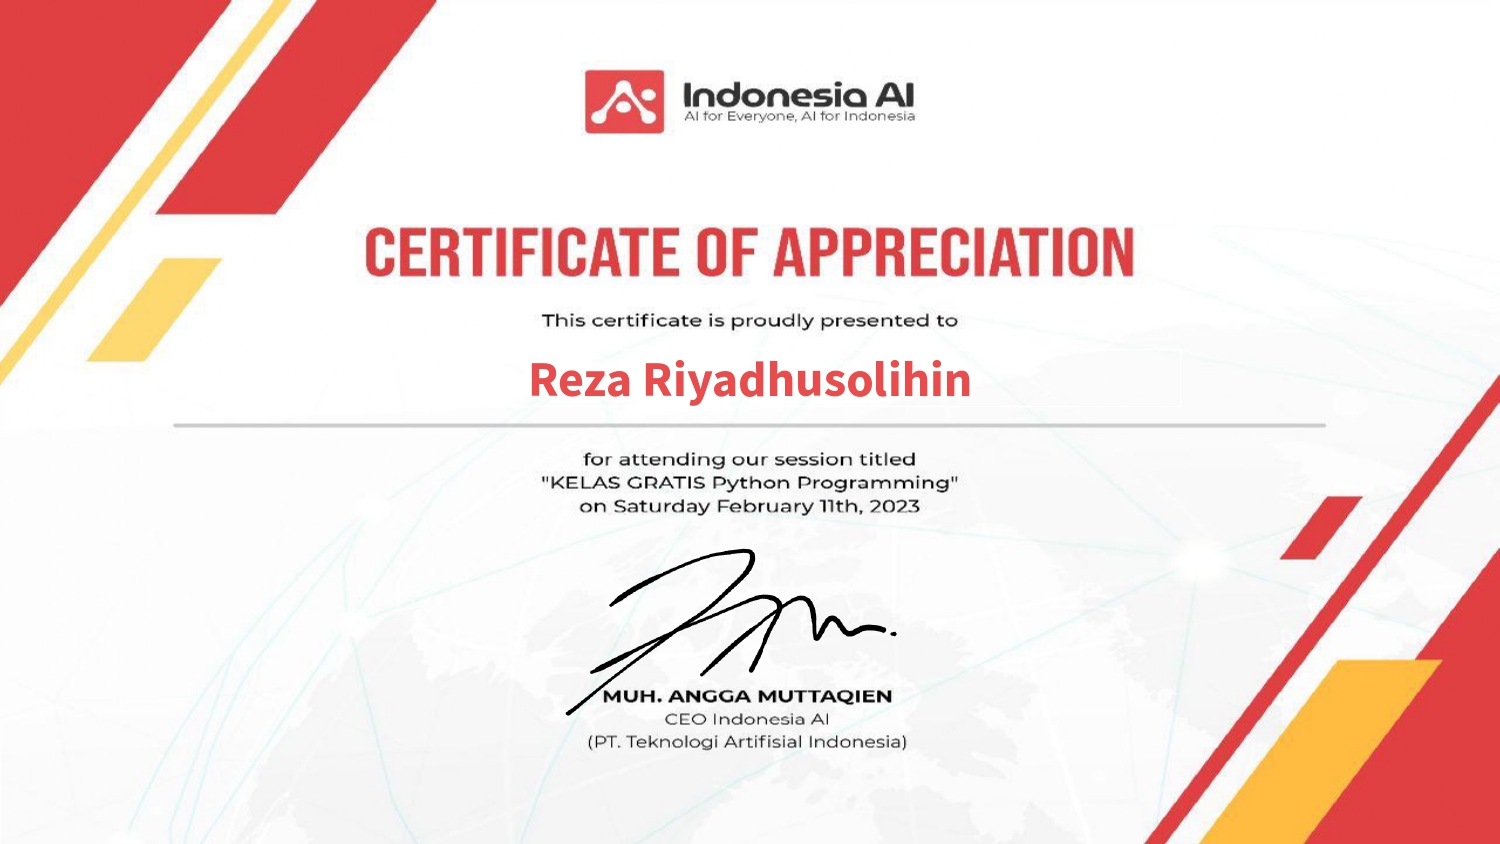 Indonesia AI
AI for Everyone, AI for Indonesia
CERTIFICATE OF APPRECIATION
This certificate is proudly presented to
Reza Riyadhusolihin
for attending our session titled
"KELAS GRATIS Python Programming"
on Saturday February 11th, 2023
MUH. ANGGA MUTTAQIEN
CEO Indonesia AI
(PT. Teknologi Artifisial Indonesia)